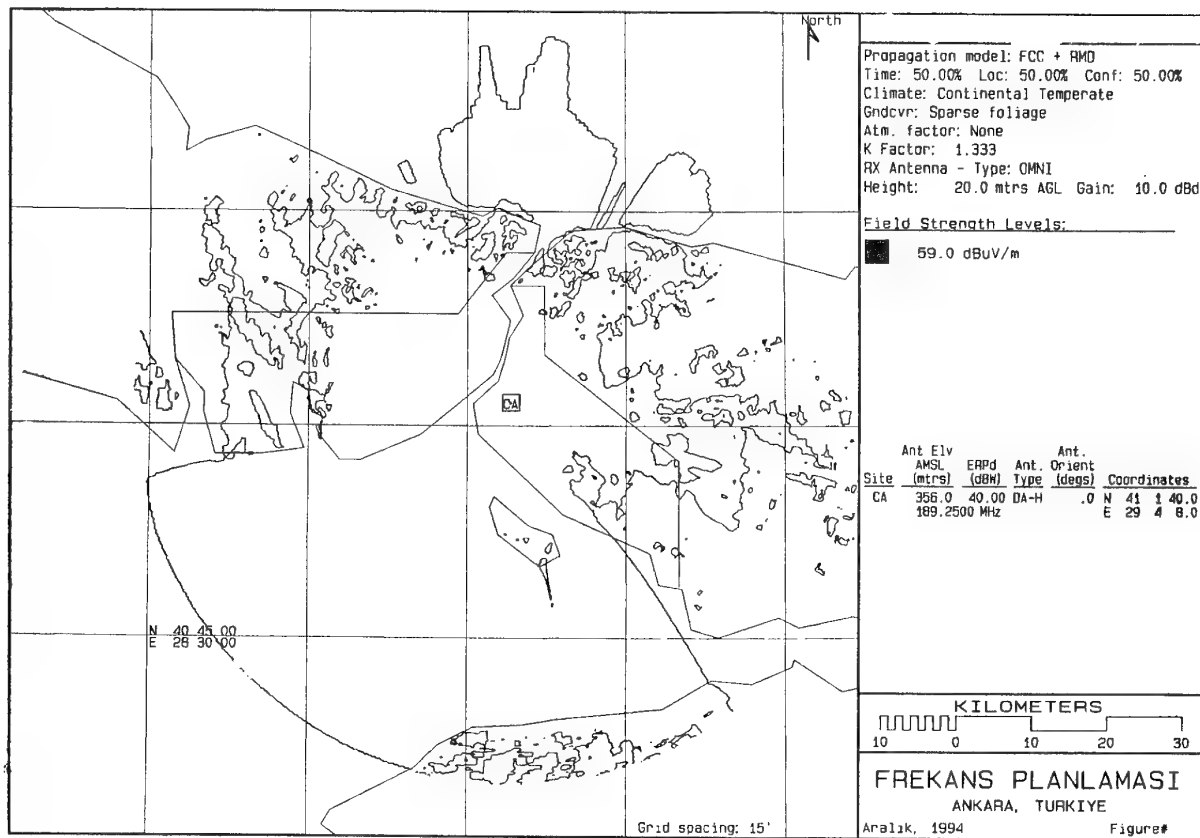 North
Propagation model: FCC + RMD
Time: 50.00% Loc: 50.00% Conf: 50.00%
Climate: Continental Temperate
Gndcvr: Sparse foliage
Atm. factor: None
K Factor: 1.333
RX Antenna - Type: OMNI
Height: 20.0 mtrs AGL Gain: 10.0 dBd
Field Strength Levels:
59.0 dBuV/m
CA
Ant Elv Ant.
AMSL ERPd Ant. Orient
Site (mtrs) (dBW) Type (degs) Coordinates
CA 356.0 40.00 DA-H .0 N 41 1 40.0
189.2500 MHz E 29 4 8.0
N 40 45 00
E 28 30 00
KILOMETERS
10 0 10 20 30
FREKANS PLANLAMASI
ANKARA, TURKIYE
Grid spacing: 15'
Aralık, 1994 Figure#